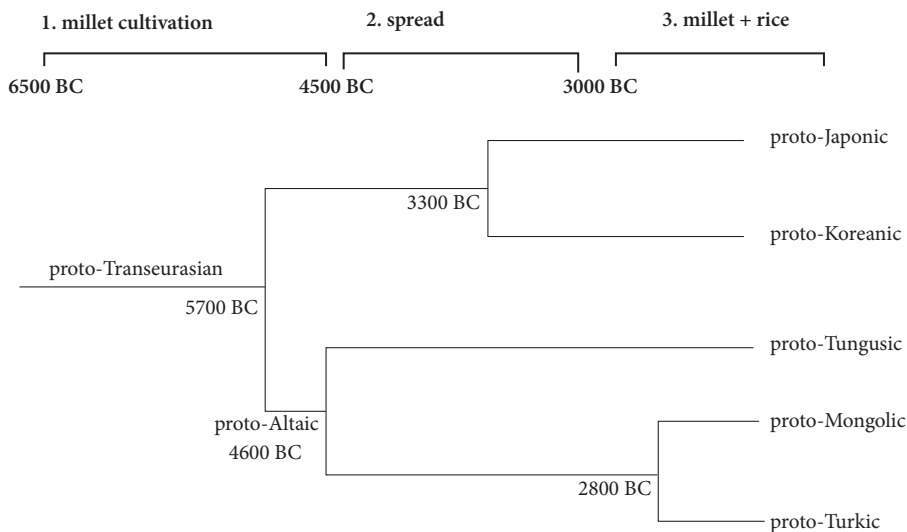 1. millet cultivation
2. spread
3. millet + rice
6500 BC
4500 BC
3000 BC
proto-Japonic
3300 BC
proto-Koreanic
proto-Transeurasian
5700 BC
proto-Tungusic
proto-Altaic
4600 BC
proto-Mongolic
2800 BC
proto-Turkic